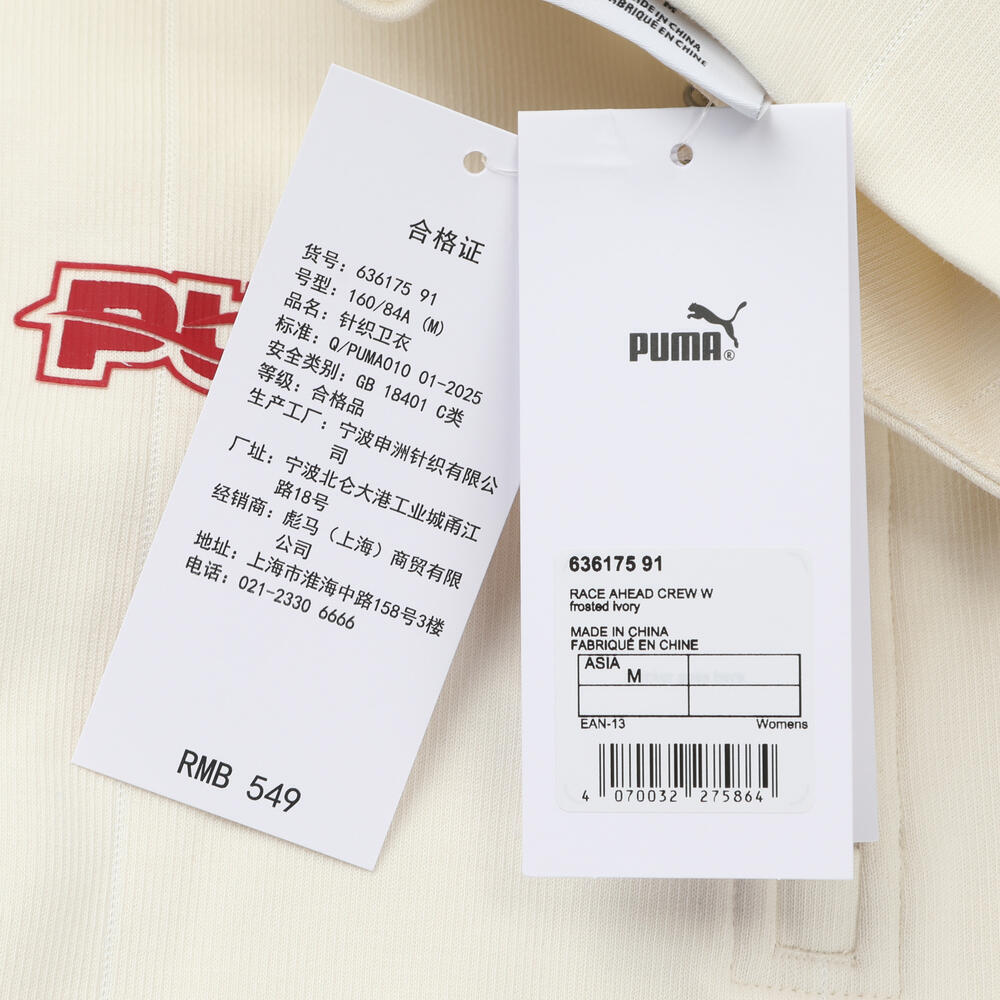 M
MADE IN CHINA
FABRIQUÉ EN CHINE
合格证
货号: 636175 91
号型: 160/84A (M)
品名: 针织卫衣
标准: Q/PUMA010 01-2025
安全类别: GB 18401 C类
等级: 合格品
生产工厂: 宁波申洲针织有限公
司
厂址: 宁波北仑大港工业城甬江
路18号
经销商: 彪马（上海）商贸有限
公司
地址: 上海市淮海中路158号3楼
电话: 021-2330 6666
RMB 549
PUMA®
636175 91
RACE AHEAD CREW W
frosted ivory
MADE IN CHINA
FABRIQUÉ EN CHINE
ASIA
M
EAN-13 Womens
4 070032 275864